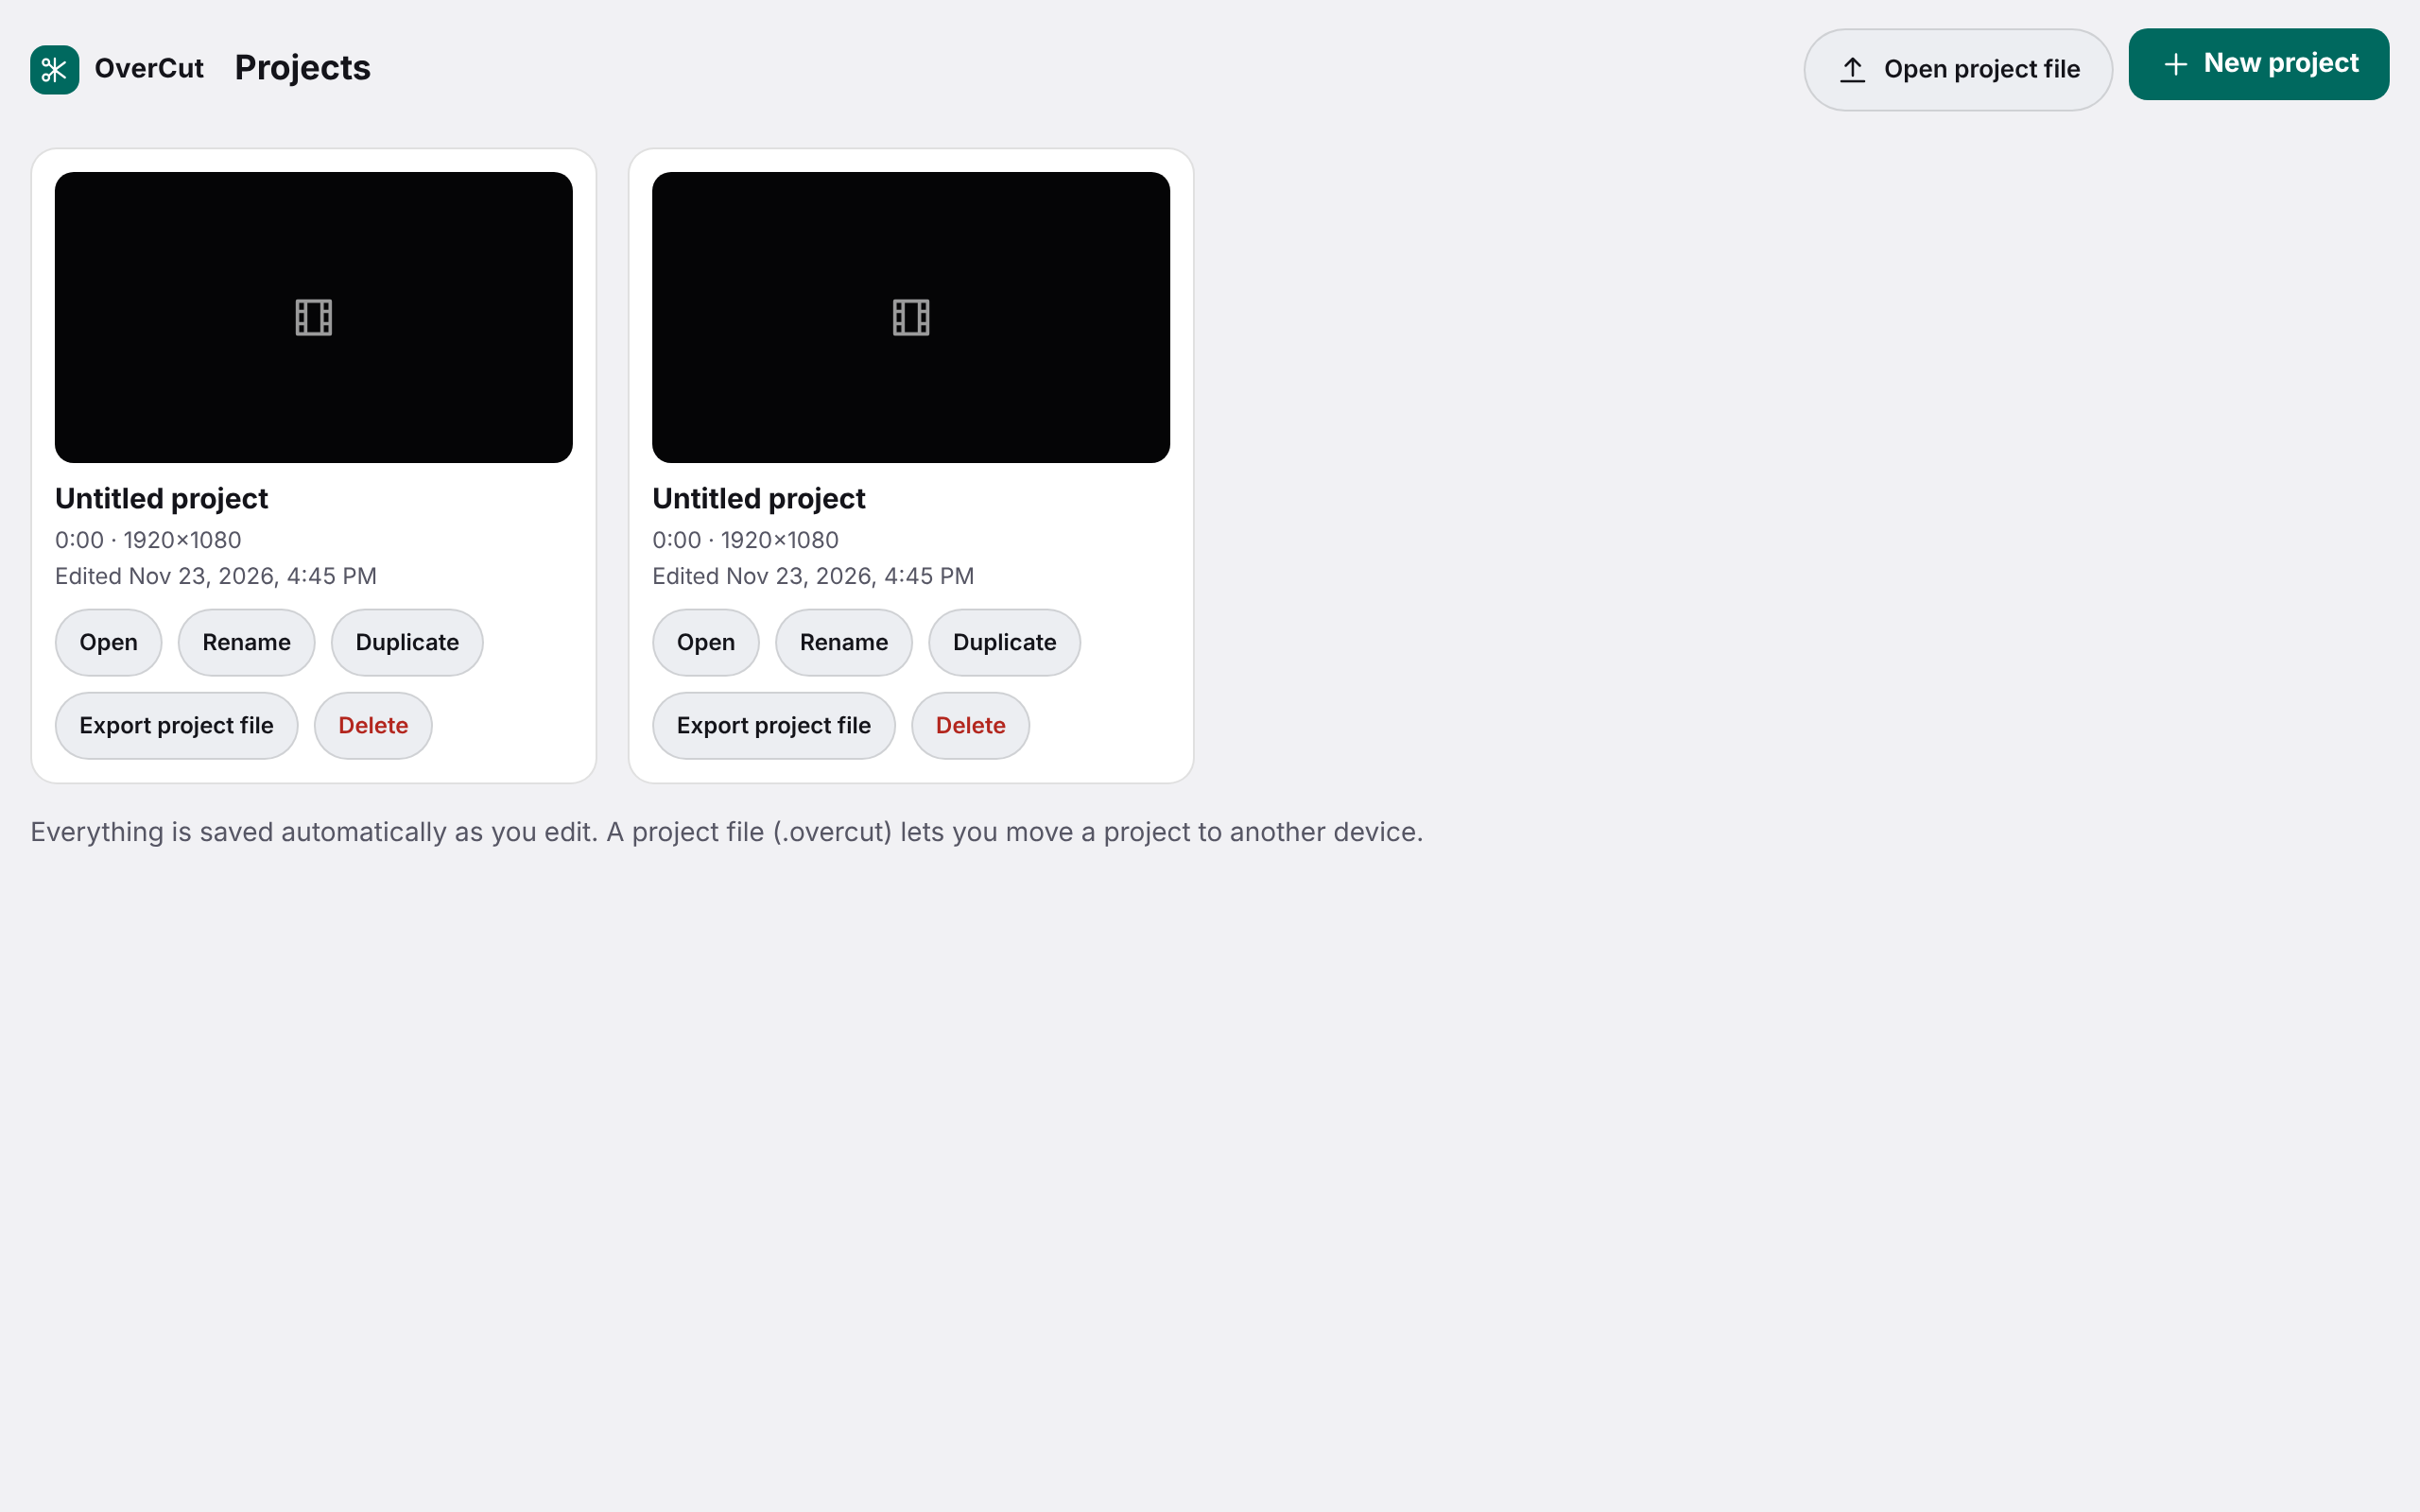 OverCut Projects
Open project file
New project
Untitled project
0:00 · 1920×1080
Edited Nov 23, 2026, 4:45 PM
Open Rename Duplicate
Export project file Delete
Untitled project
0:00 · 1920×1080
Edited Nov 23, 2026, 4:45 PM
Open Rename Duplicate
Export project file Delete
Everything is saved automatically as you edit. A project file (.overcut) lets you move a project to another device.